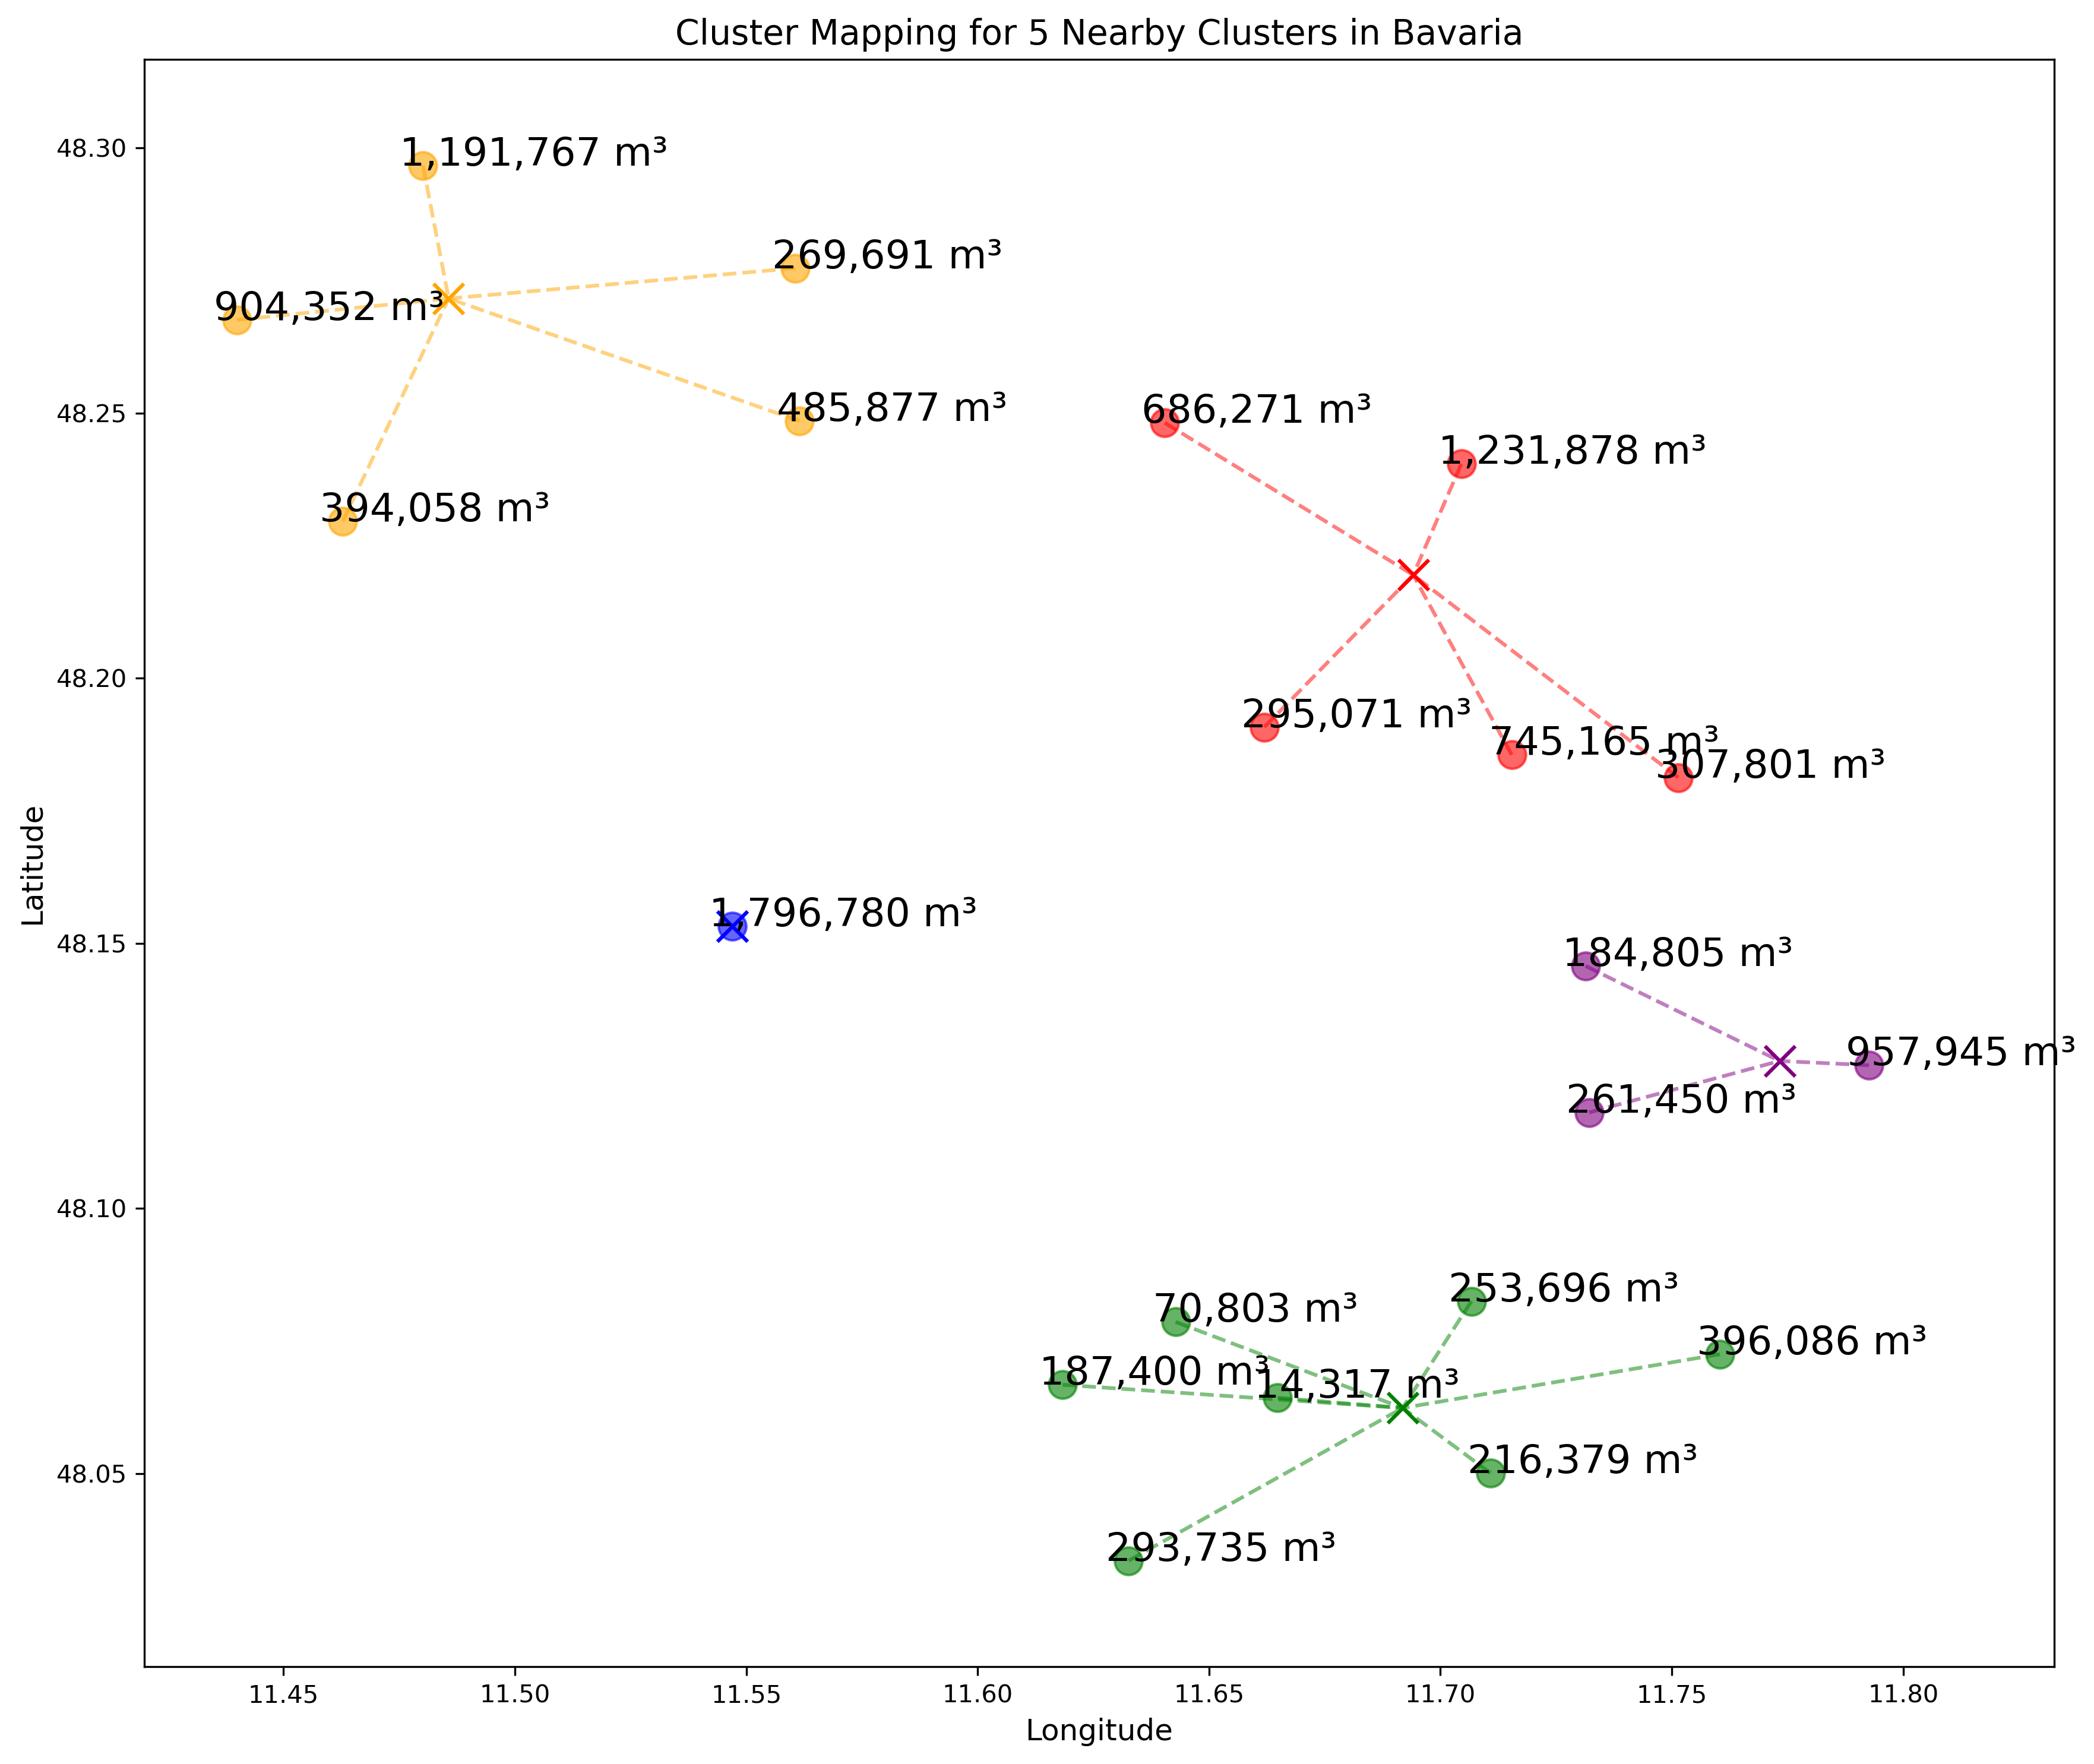 Cluster Mapping for 5 Nearby Clusters in Bavaria
1,191,767 m³
269,691 m³
904,352 m³
485,877 m³
394,058 m³
686,271 m³
1,231,878 m³
295,071 m³
745,165 m³
307,801 m³
1,796,780 m³
184,805 m³
957,945 m³
261,450 m³
253,696 m³
70,803 m³
396,086 m³
187,400 m³
14,317 m³
216,379 m³
293,735 m³
48.30
48.25
48.20
48.15
48.10
48.05
Latitude
11.45
11.50
11.55
11.60
11.65
11.70
11.75
11.80
Longitude